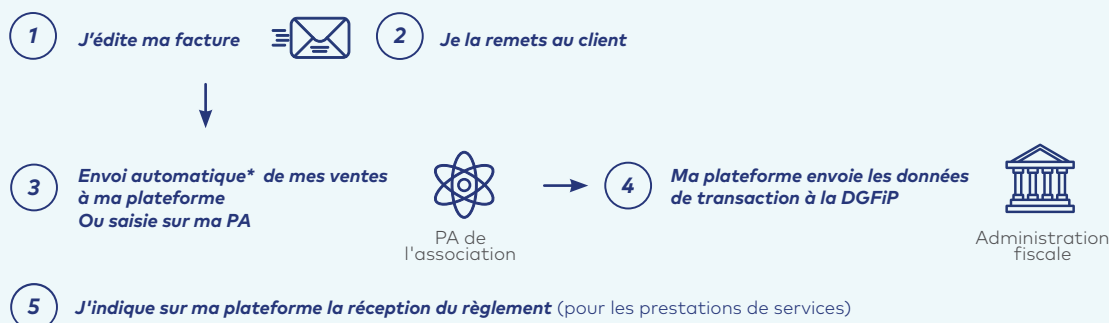 1 J'édite ma facture
2 Je la remets au client
3 Envoi automatique* de mes ventes
à ma plateforme
Ou saisie sur ma PA
PA de
l'association
4 Ma plateforme envoie les données
de transaction à la DGFiP
Administration
fiscale
5 J'indique sur ma plateforme la réception du règlement (pour les prestations de services)